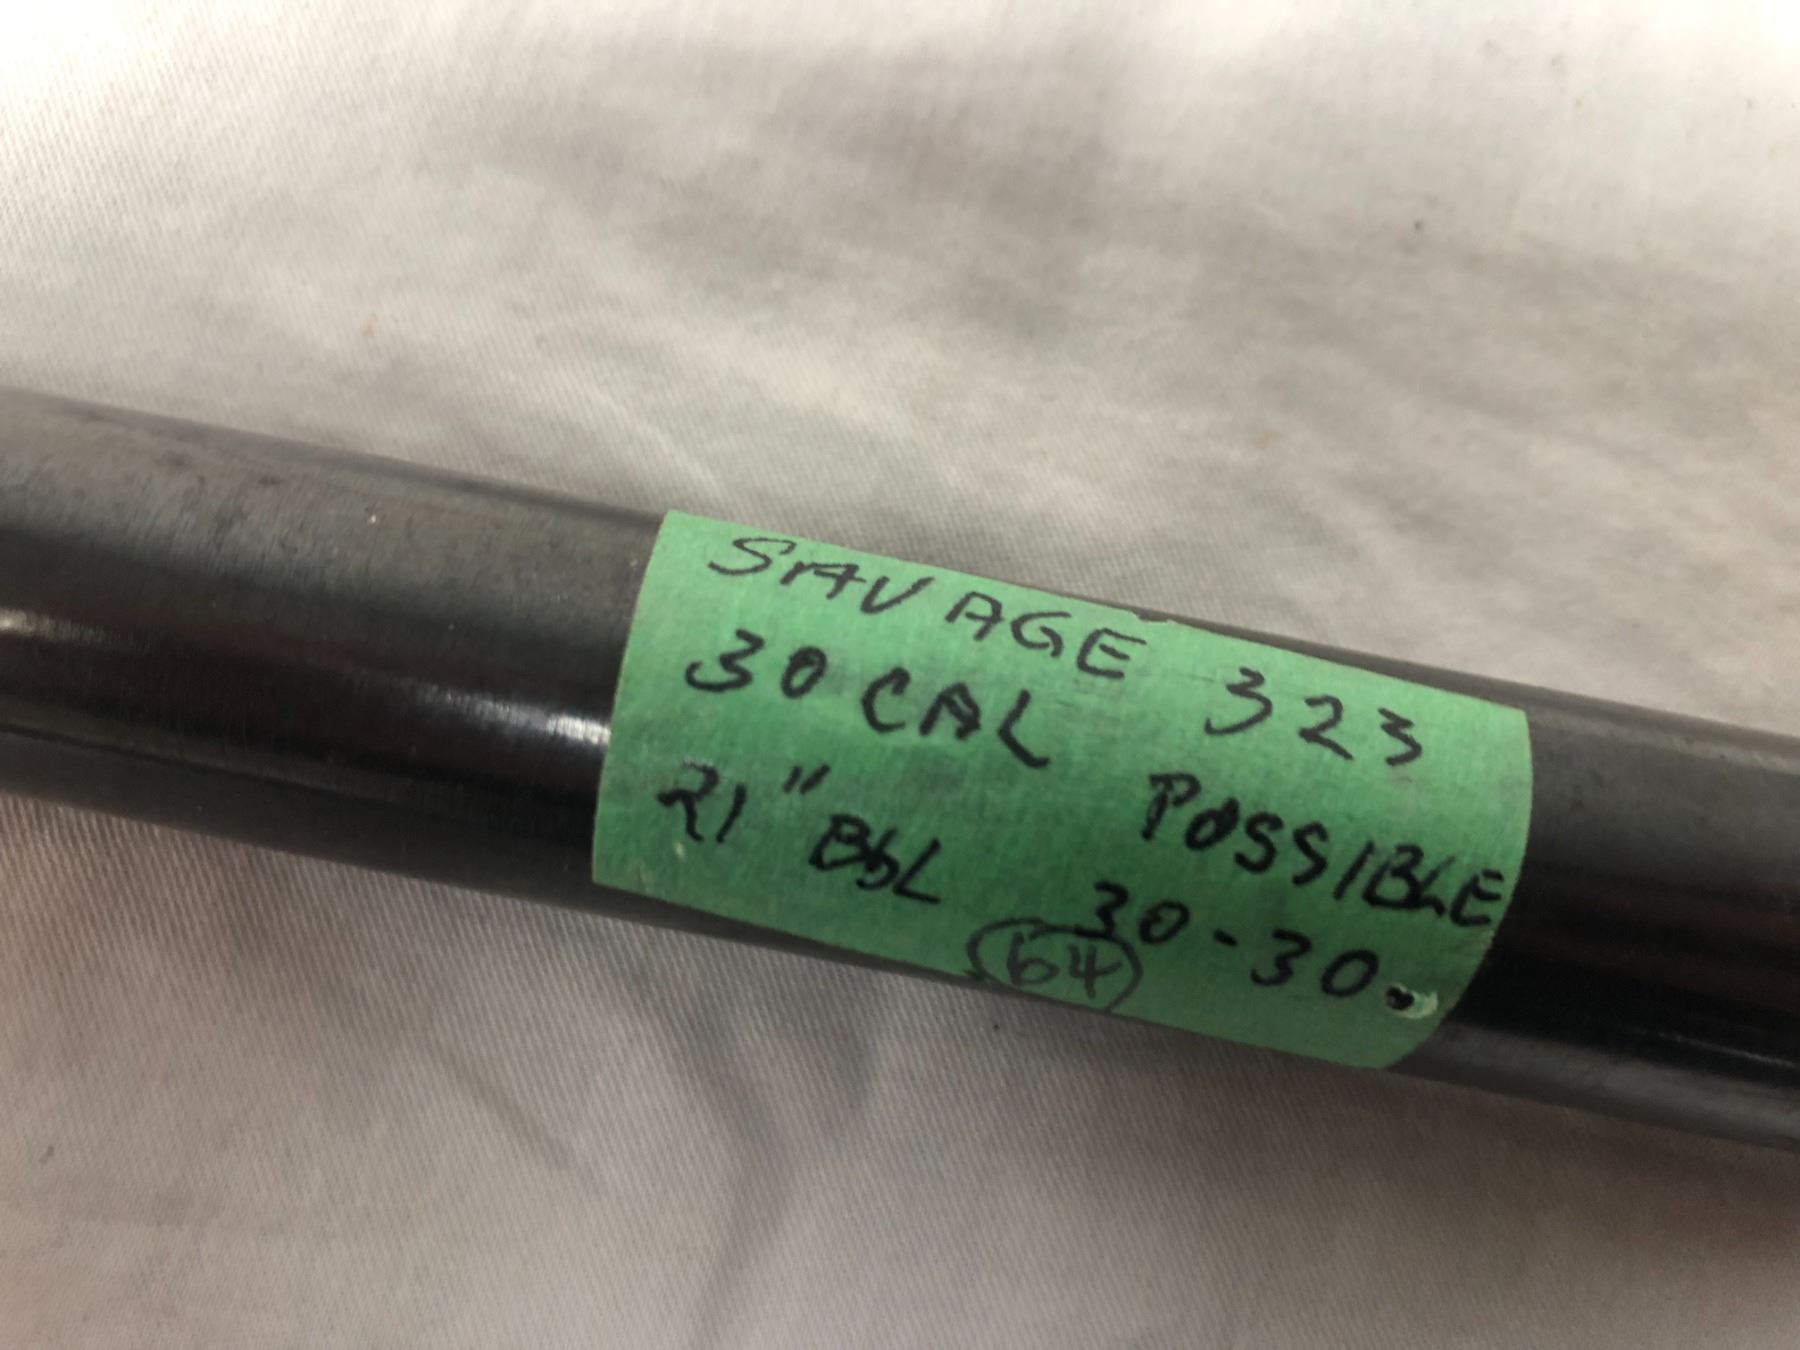 SAVAGE 323
30 CAL POSSIBLE
21" BbL 30-30.
64